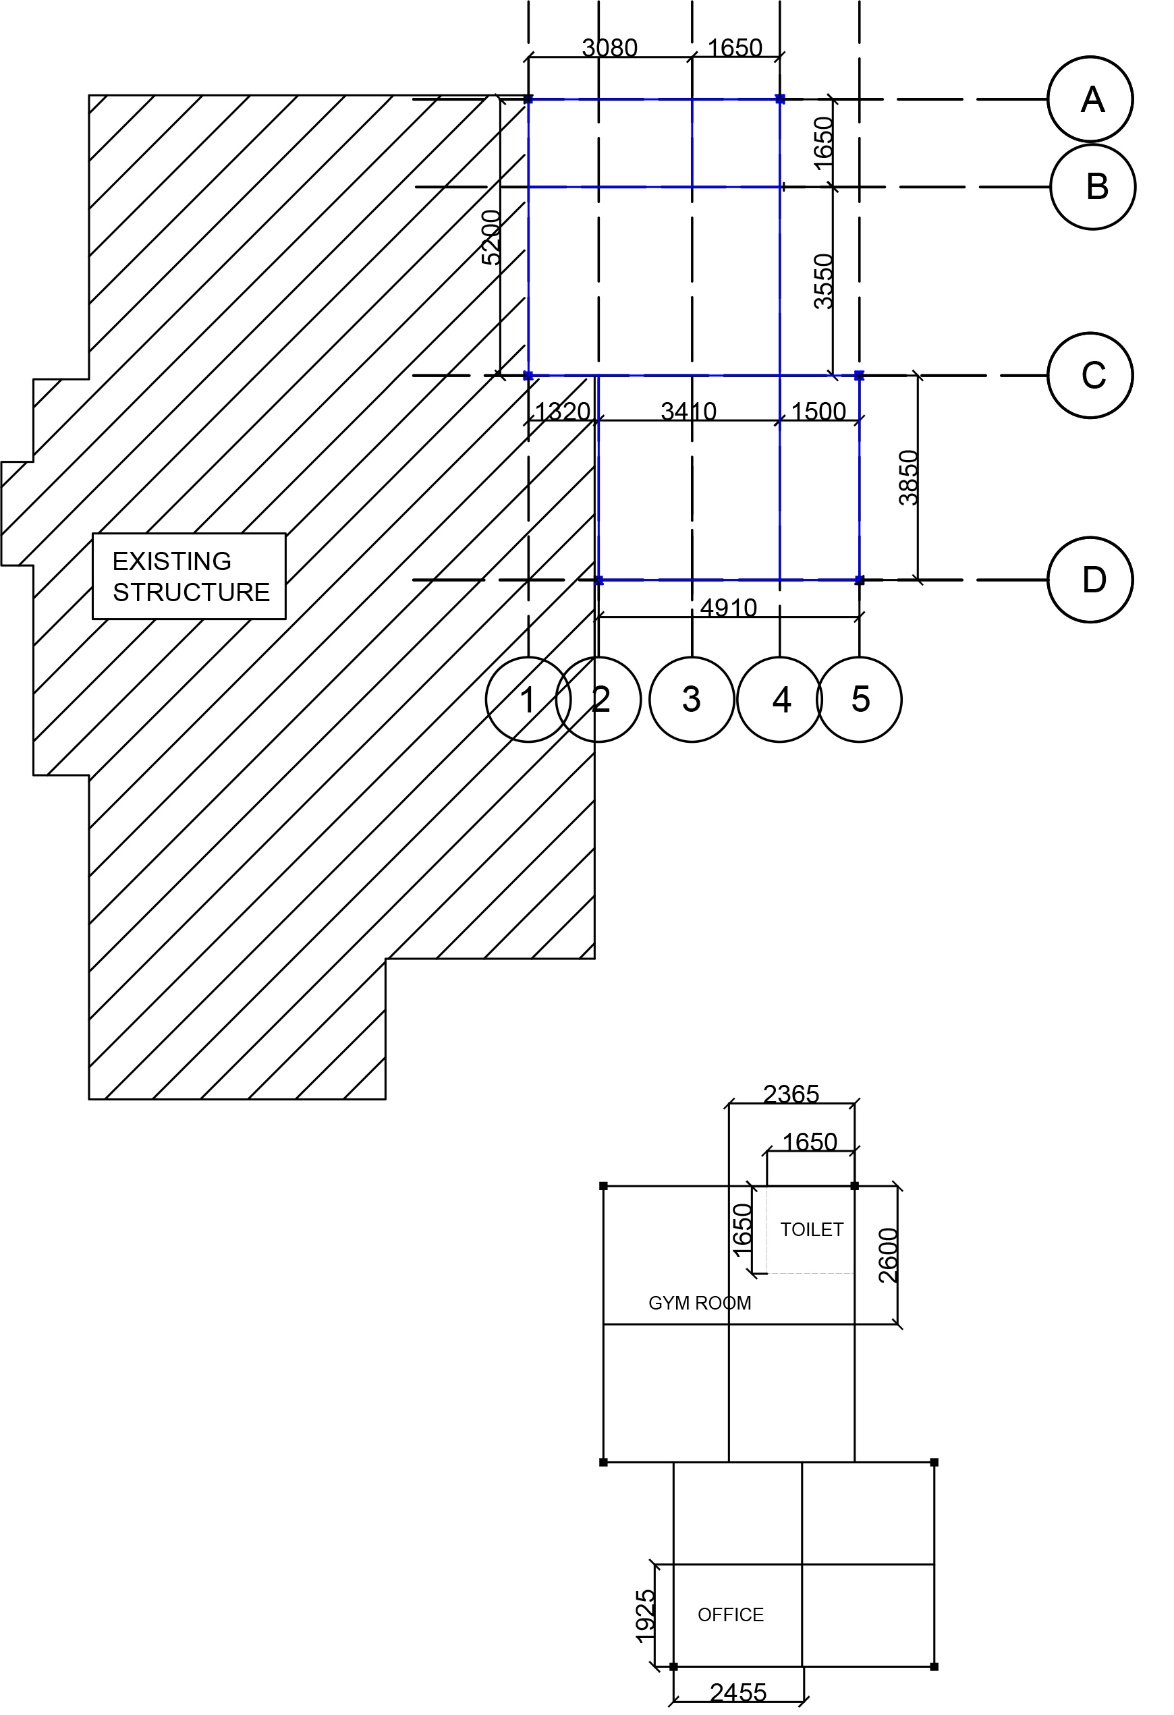 3080
1650
A
1650
B
5200
3550
C
1320
3410
1500
3850
EXISTING
STRUCTURE
D
4910
1
2
3
4
5
2365
1650
1650
TOILET
2600
GYM ROOM
1925
OFFICE
2455